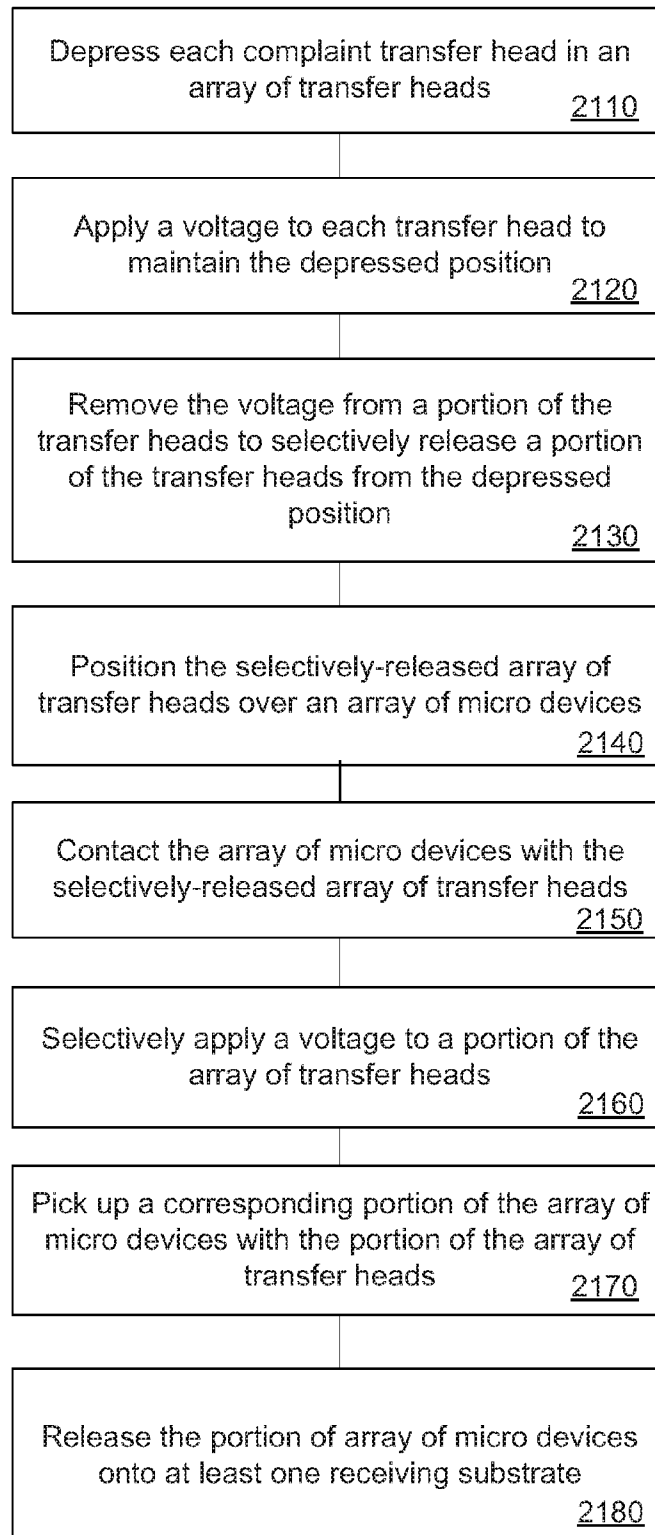 Depress each complaint transfer head in an
array of transfer heads
2110
Apply a voltage to each transfer head to
maintain the depressed position
2120
Remove the voltage from a portion of the
transfer heads to selectively release a portion
of the transfer heads from the depressed
position
2130
Position the selectively-released array of
transfer heads over an array of micro devices
2140
Contact the array of micro devices with the
selectively-released array of transfer heads
2150
Selectively apply a voltage to a portion of the
array of transfer heads
2160
Pick up a corresponding portion of the array of
micro devices with the portion of the array of
transfer heads
2170
Release the portion of array of micro devices
onto at least one receiving substrate
2180